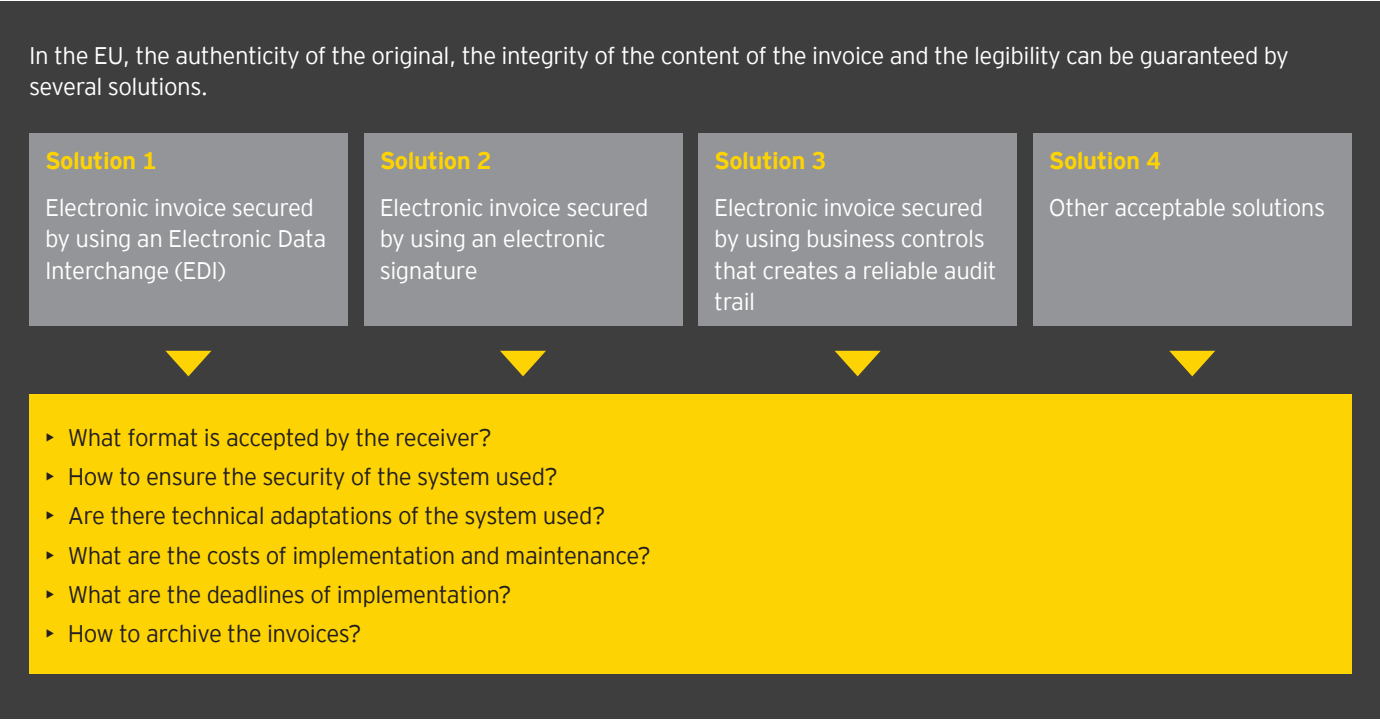 In the EU, the authenticity of the original, the integrity of the content of the invoice and the legibility can be guaranteed by
several solutions.
Solution 1
Electronic invoice secured
by using an Electronic Data
Interchange (EDI)
Solution 2
Electronic invoice secured
by using an electronic
signature
Solution 3
Electronic invoice secured
by using business controls
that creates a reliable audit
trail
Solution 4
Other acceptable solutions
‣ What format is accepted by the receiver?
‣ How to ensure the security of the system used?
‣ Are there technical adaptations of the system used?
‣ What are the costs of implementation and maintenance?
‣ What are the deadlines of implementation?
‣ How to archive the invoices?